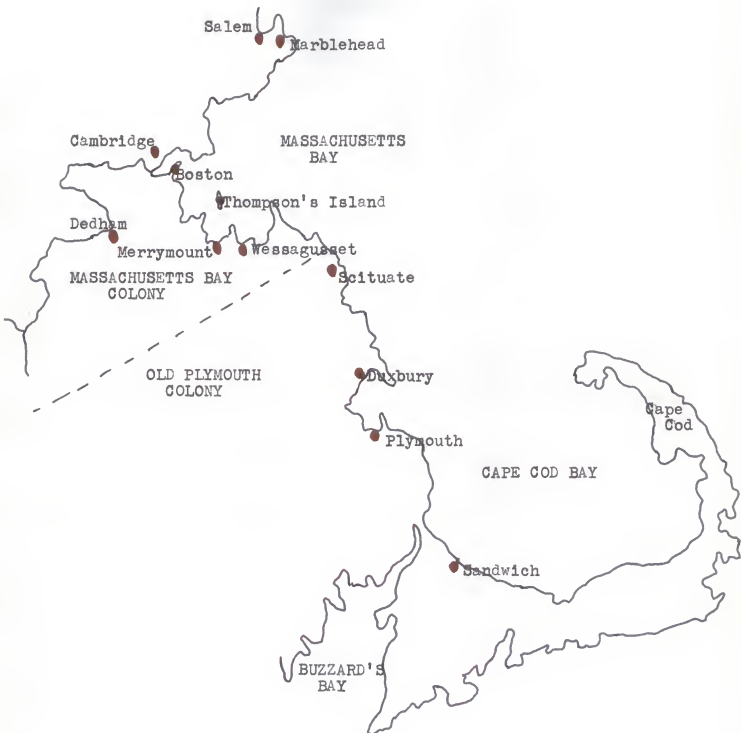 Salem
Marblehead
Cambridge
MASSACHUSETTS
BAY
Boston
Thompson's Island
Dedham
Merrymount
Wessagusset
MASSACHUSETTS BAY
COLONY
Scituate
OLD PLYMOUTH
COLONY
Duxbury
Cape
Cod
Plymouth
CAPE COD BAY
Sandwich
BUZZARD'S
BAY